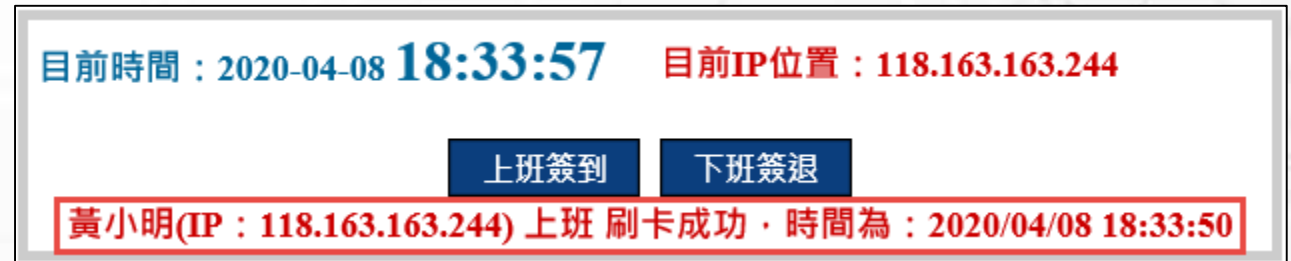 目前時間：2020-04-08 18:33:57 目前IP位置：118.163.163.244
上班簽到 下班簽退
黃小明(IP：118.163.163.244) 上班 刷卡成功，時間為：2020/04/08 18:33:50